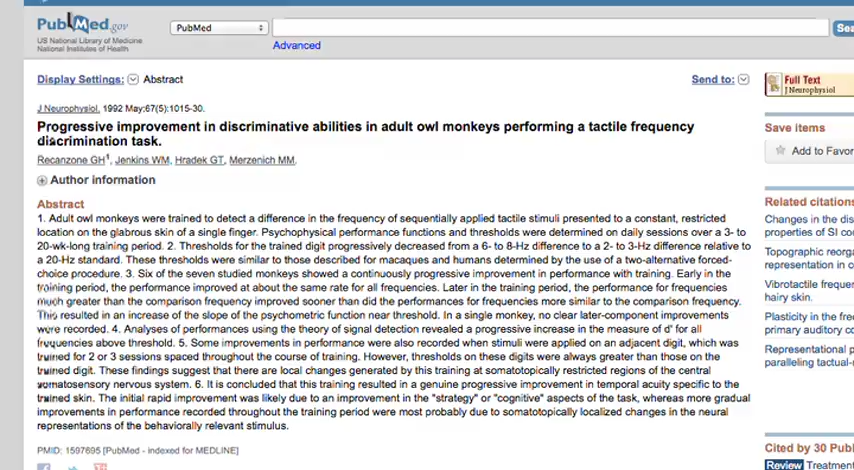 PubMed.gov
US National Library of Medicine
National Institutes of Health
PubMed
Advanced
Display Settings: Abstract
Send to:
Full Text
J Neurophysiol
J Neurophysiol. 1992 May;67(5):1015-30.
Progressive improvement in discriminative abilities in adult owl monkeys performing a tactile frequency
discrimination task.
Recanzone GH1, Jenkins WM, Hradek GT, Merzenich MM.
Author information
Abstract
1. Adult owl monkeys were trained to detect a difference in the frequency of sequentially applied tactile stimuli presented to a constant, restricted
location on the glabrous skin of a single finger. Psychophysical performance functions and thresholds were determined on daily sessions over a 3- to
20-wk-long training period. 2. Thresholds for the trained digit progressively decreased from a 6- to 8-Hz difference to a 2- to 3-Hz difference relative to
a 20-Hz standard. These thresholds were similar to those described for macaques and humans determined by the use of a two-alternative forced-
choice procedure. 3. Six of the seven studied monkeys showed a continuously progressive improvement in performance with training. Early in the
training period, the performance improved at about the same rate for all frequencies. Later in the training period, the performance for frequencies
much greater than the comparison frequency improved sooner than did the performances for frequencies more similar to the comparison frequency.
This resulted in an increase of the slope of the psychometric function near threshold. In a single monkey, no clear later-component improvements
were recorded. 4. Analyses of performances using the theory of signal detection revealed a progressive increase in the measure of d' for all
frequencies above threshold. 5. Some improvements in performance were also recorded when stimuli were applied on an adjacent digit, which was
trained for 2 or 3 sessions spaced throughout the course of training. However, thresholds on these digits were always greater than those on the
trained digit. These findings suggest that there are local changes generated by this training at somatotopically restricted regions of the central
somatosensory nervous system. 6. It is concluded that this training resulted in a genuine progressive improvement in temporal acuity specific to the
trained skin. The initial rapid improvement was likely due to an improvement in the "strategy" or "cognitive" aspects of the task, whereas more gradual
improvements in performance recorded throughout the training period were most probably due to somatotopically localized changes in the neural
representations of the behaviorally relevant stimulus.
PMID: 1597695 [PubMed - indexed for MEDLINE]
Sea
Save items
Add to Favor
Related citations
Changes in the dis
properties of SI co
Topographic reorga
representation in c
Vibrotactile frequen
hairy skin.
Plasticity in the fre
primary auditory co
Representational p
paralleling tactual-
Cited by 30 Pub
Review Treatment